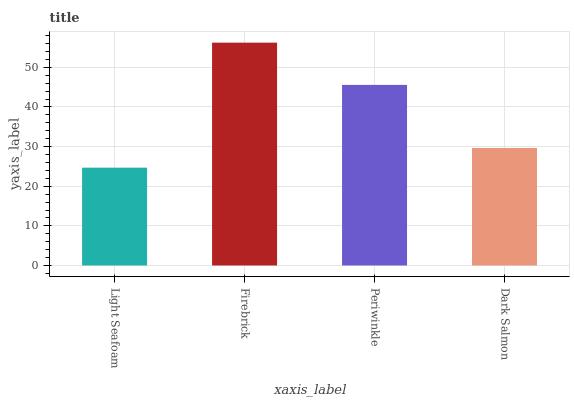 title
50
40
30
20
10
0
yaxis_label
Light Seafoam
Firebrick
Periwinkle
Dark Salmon
xaxis_label